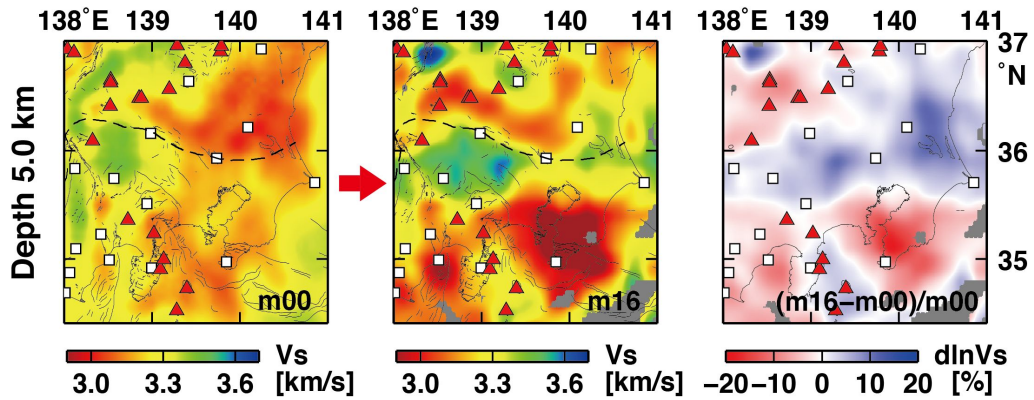 138°E 139 140 141 138°E 139 140 141 138°E 139 140 141
37
°N
Depth 5.0 km
36
35
m00 m16 (m16−m00)/m00
Vs Vs dlnVs
3.0 3.3 3.6 [km/s] 3.0 3.3 3.6 [km/s] −20 −10 0 10 20 [%]